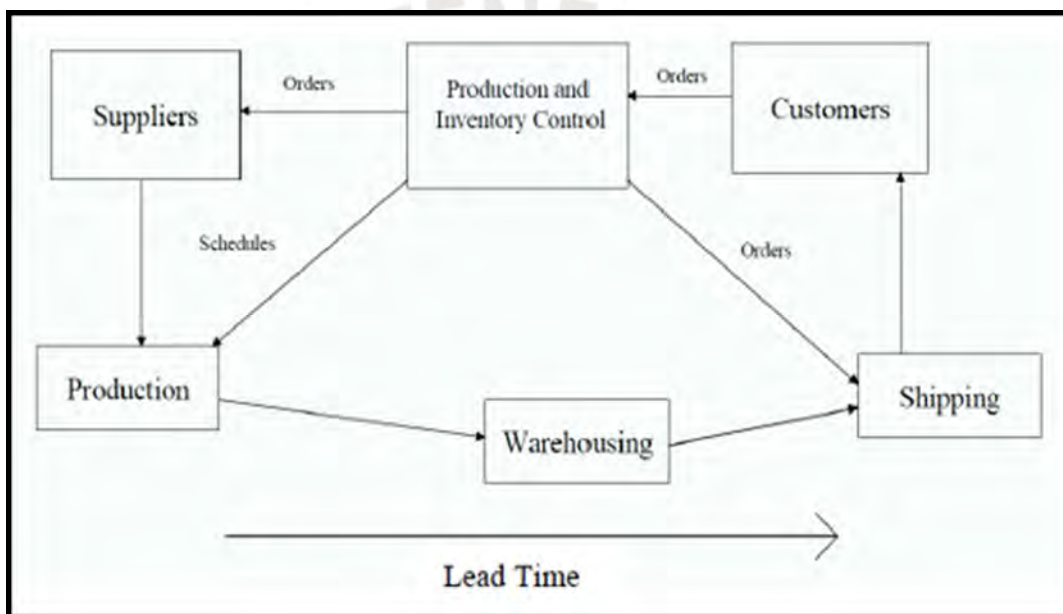 Suppliers
Orders
Production and
Inventory Control
Orders
Customers
Schedules
Orders
Production
Warehousing
Shipping
Lead Time